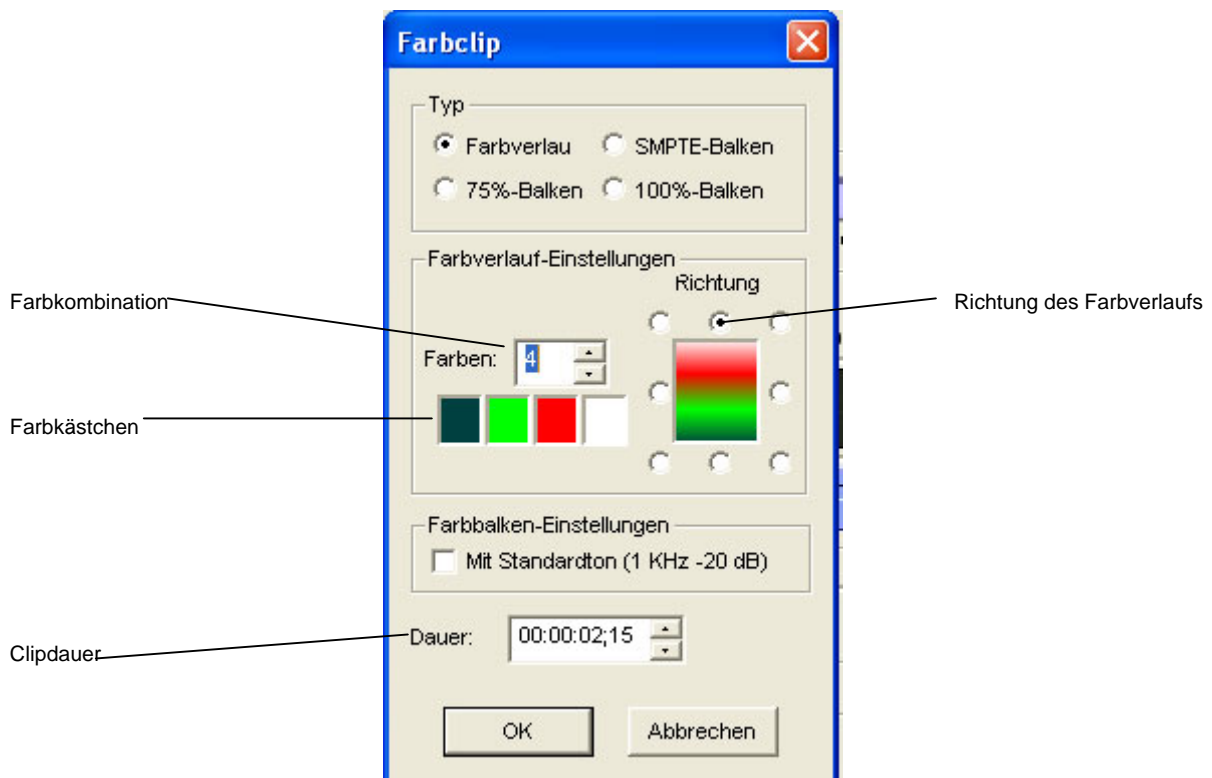 Farbclip
Typ
Farbverlau SMPTE-Balken
75%-Balken 100%-Balken
Farbverlauf-Einstellungen
Richtung
Farbkombination
Richtung des Farbverlaufs
Farben: 4
Farbkästchen
Farbbalken-Einstellungen
Mit Standardton (1 KHz -20 dB)
Dauer: 00:00:02;15
Clipdauer
OK Abbrechen